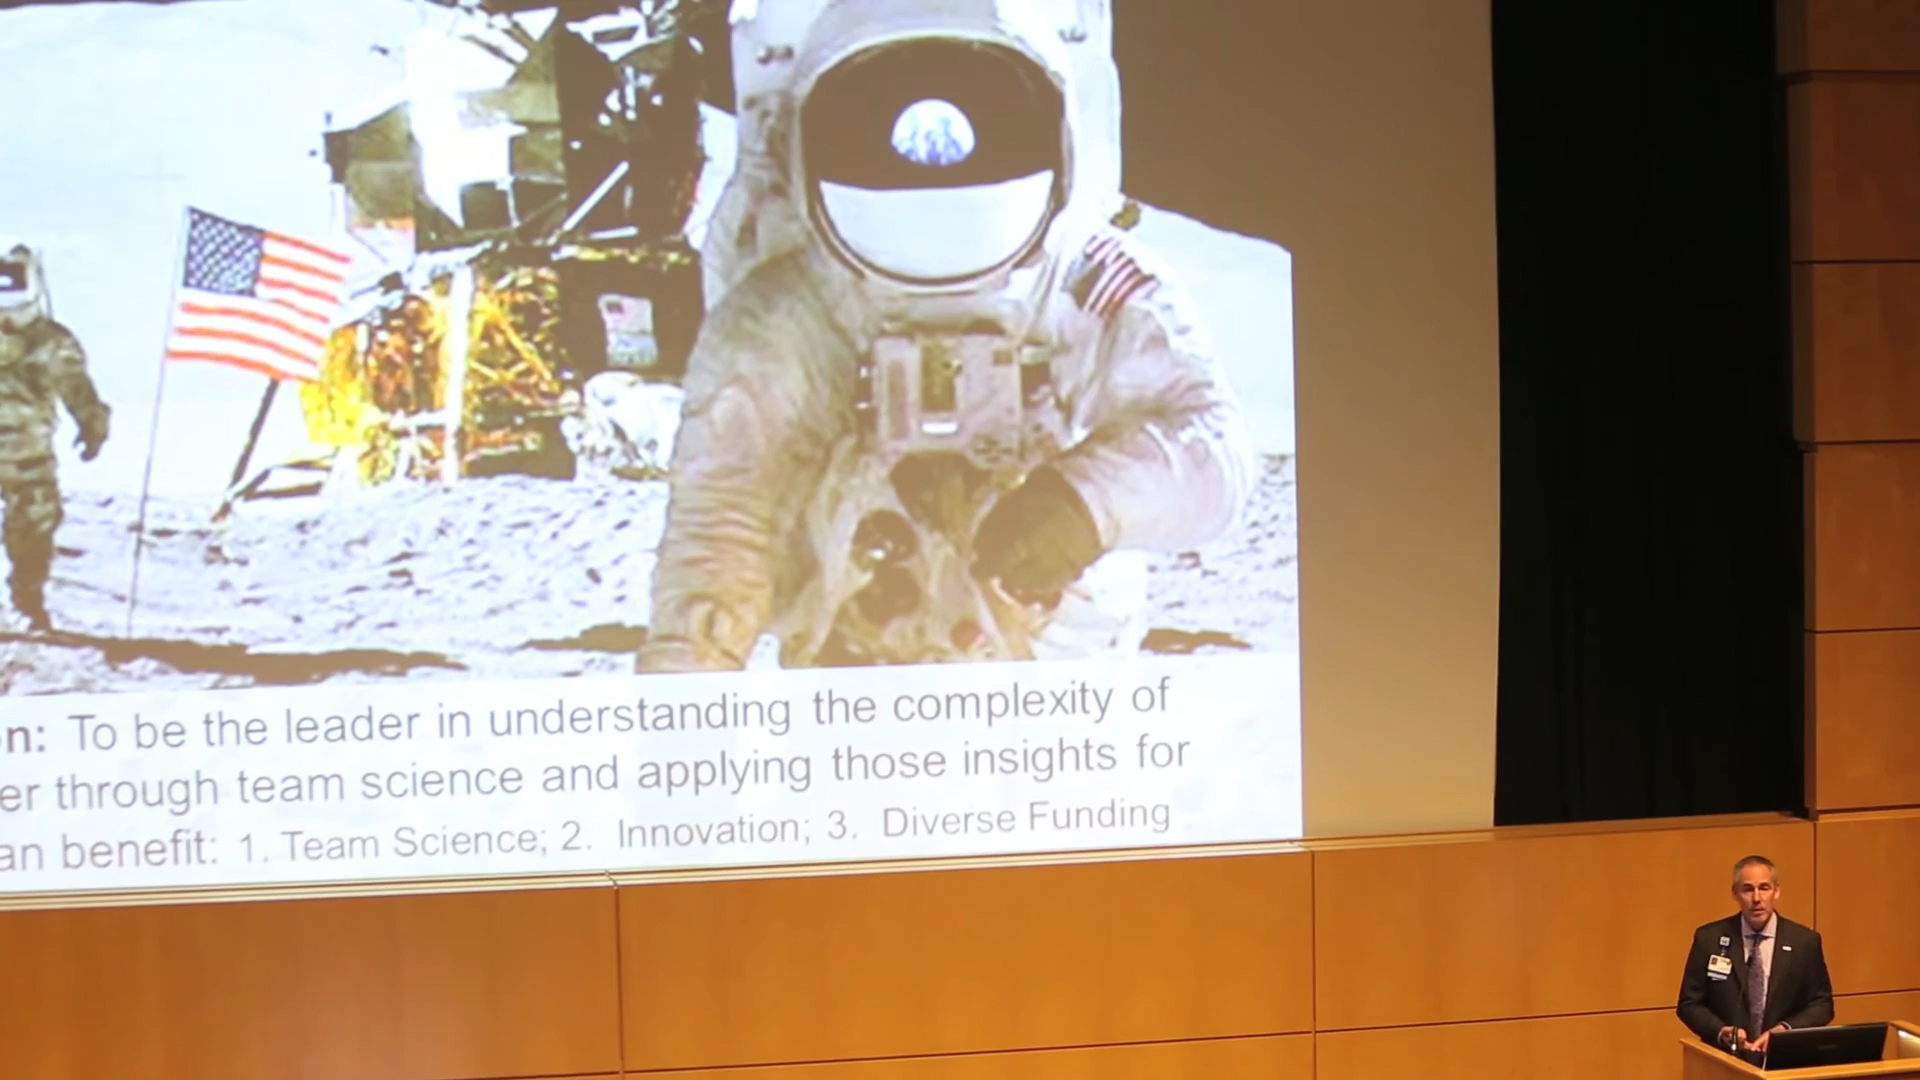 n: To be the leader in understanding the complexity of
er through team science and applying those insights for
an benefit: 1. Team Science; 2. Innovation; 3. Diverse Funding